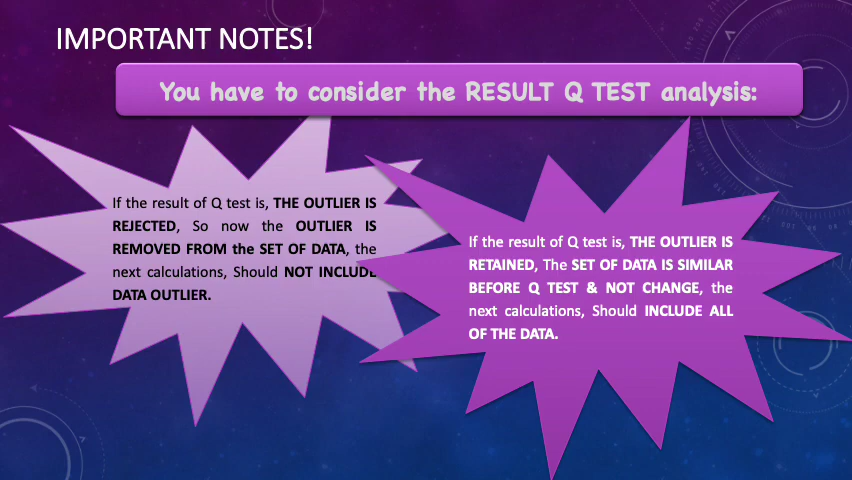 IMPORTANT NOTES!
You have to consider the RESULT Q TEST analysis:
If the result of Q test is, THE OUTLIER IS
REJECTED, So now the OUTLIER IS
REMOVED FROM the SET OF DATA, the
next calculations, Should NOT INCLUDE
DATA OUTLIER.
If the result of Q test is, THE OUTLIER IS
RETAINED, The SET OF DATA IS SIMILAR
BEFORE Q TEST & NOT CHANGE, the
next calculations, Should INCLUDE ALL
OF THE DATA.